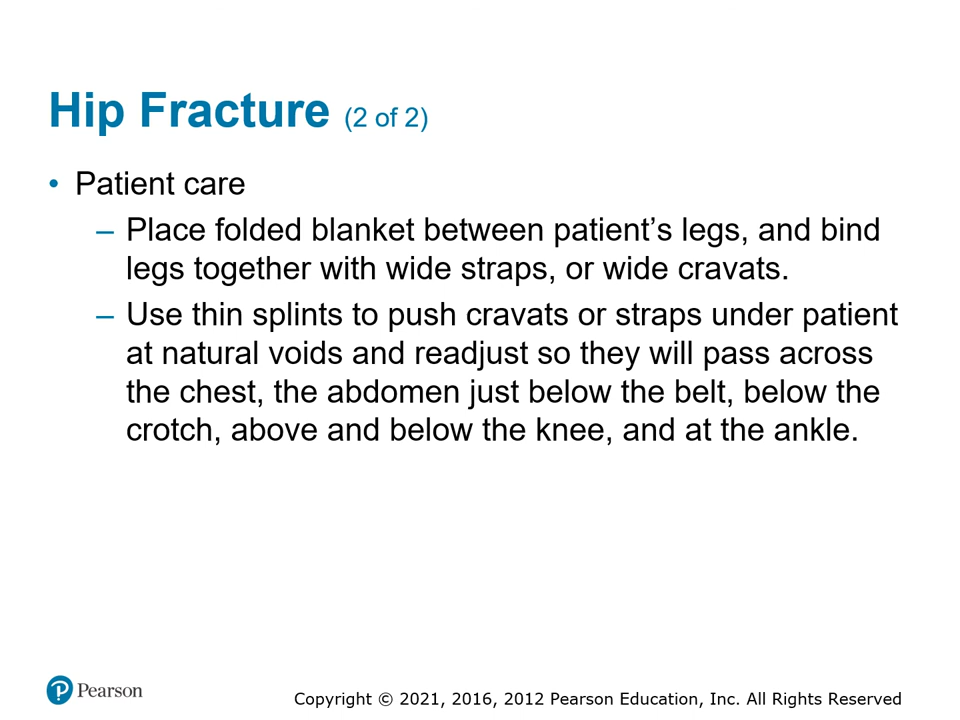 Hip Fracture (2 of 2)
• Patient care
– Place folded blanket between patient’s legs, and bind
legs together with wide straps, or wide cravats.
– Use thin splints to push cravats or straps under patient
at natural voids and readjust so they will pass across
the chest, the abdomen just below the belt, below the
crotch, above and below the knee, and at the ankle.
Pearson
Copyright © 2021, 2016, 2012 Pearson Education, Inc. All Rights Reserved